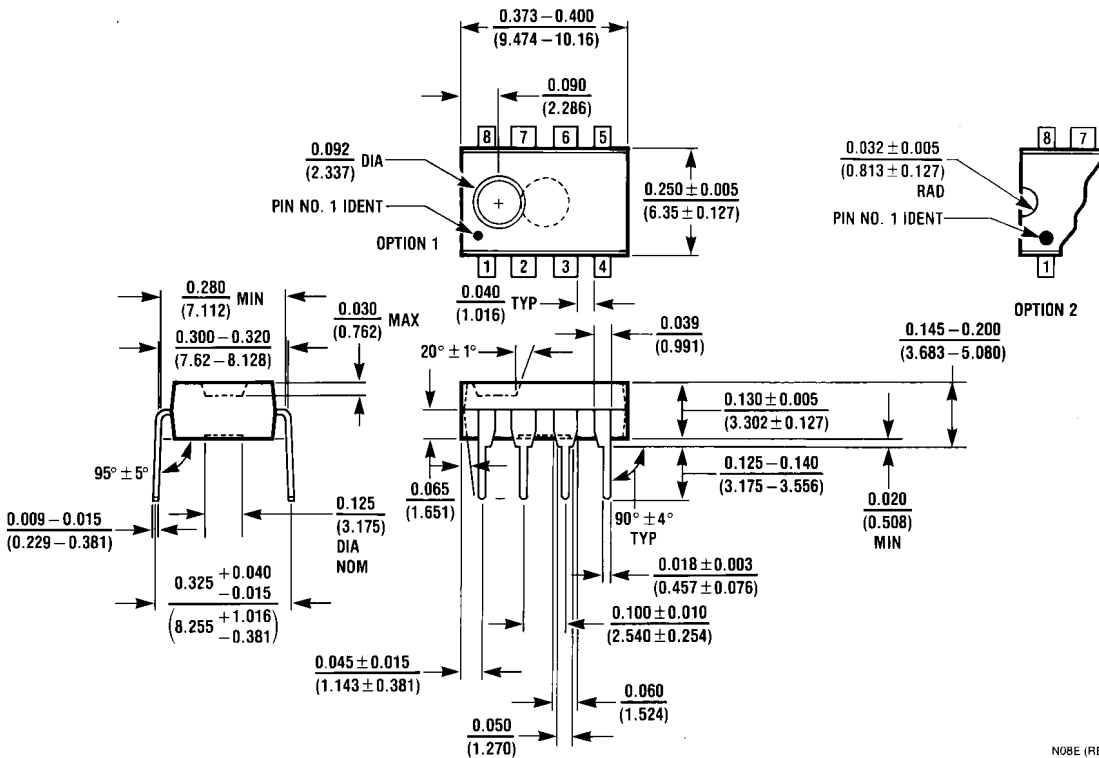 0.373 – 0.400
(9.474 – 10.16)
0.090
(2.286)
8 7 6 5
0.092 DIA
(2.337)
PIN NO. 1 IDENT
OPTION 1
0.250 ± 0.005
(6.35 ± 0.127)
1 2 3 4
0.032 ± 0.005
(0.813 ± 0.127)
RAD
PIN NO. 1 IDENT
8 7
1
OPTION 2
0.280 MIN
(7.112)
0.300 – 0.320
(7.62 – 8.128)
0.030 MAX
(0.762)
0.040 TYP
(1.016)
20° ± 1°
0.039
(0.991)
0.145 – 0.200
(3.683 – 5.080)
0.130 ± 0.005
(3.302 ± 0.127)
0.125 – 0.140
(3.175 – 3.556)
0.020
(0.508)
MIN
95° ± 5°
0.009 – 0.015
(0.229 – 0.381)
0.125
(3.175)
DIA
NOM
0.065
(1.651)
90° ± 4°
TYP
0.325 +0.040
–0.015
(8.255 +1.016
–0.381)
0.018 ± 0.003
(0.457 ± 0.076)
0.100 ± 0.010
(2.540 ± 0.254)
0.045 ± 0.015
(1.143 ± 0.381)
0.060
(1.524)
0.050
(1.270)
N08E (RE